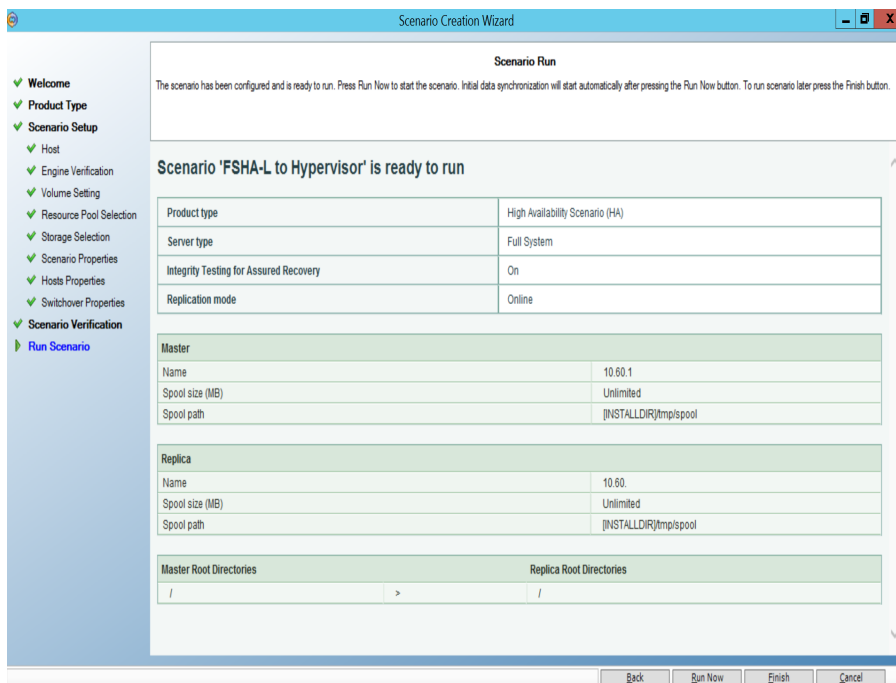 Scenario Creation Wizard
Welcome
Product Type
Scenario Setup
Host
Engine Verification
Volume Setting
Resource Pool Selection
Storage Selection
Scenario Properties
Hosts Properties
Switchover Properties
Scenario Verification
Run Scenario
Scenario Run
The scenario has been configured and is ready to run. Press Run Now to start the scenario. Initial data synchronization will start automatically after pressing the Run Now button. To run scenario later press the Finish button.
Scenario 'FSHA-L to Hypervisor' is ready to run
Product type High Availability Scenario (HA)
Server type Full System
Integrity Testing for Assured Recovery On
Replication mode Online
Master
Name 10.60.1
Spool size (MB) Unlimited
Spool path [INSTALLDIR]/tmp/spool
Replica
Name 10.60.
Spool size (MB) Unlimited
Spool path [INSTALLDIR]/tmp/spool
Master Root Directories Replica Root Directories
/ > /
Back Run Now Finish Cancel